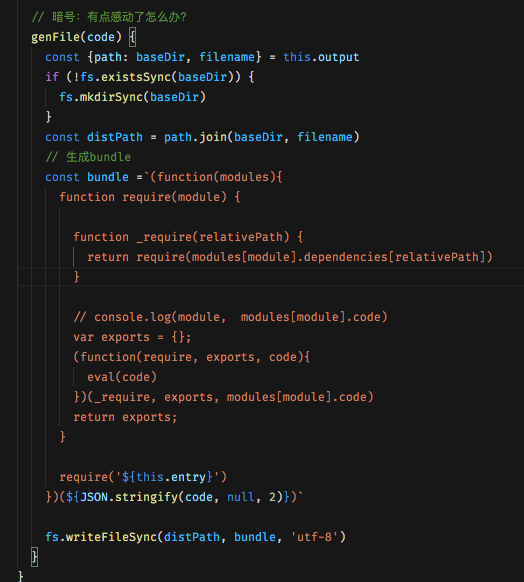 // 暗号：有点感动了怎么办?
genFile(code) {
const {path: baseDir, filename} = this.output
if (!fs.existsSync(baseDir)) {
fs.mkdirSync(baseDir)
}
const distPath = path.join(baseDir, filename)
// 生成bundle
const bundle =`(function(modules){
function require(module) {
function _require(relativePath) {
return require(modules[module].dependencies[relativePath])
}
// console.log(module,  modules[module].code)
var exports = {};
(function(require, exports, code){
eval(code)
})(_require, exports, modules[module].code)
return exports;
}
require('${this.entry}')
})(${JSON.stringify(code, null, 2)})`
fs.writeFileSync(distPath, bundle, 'utf-8')
}
}